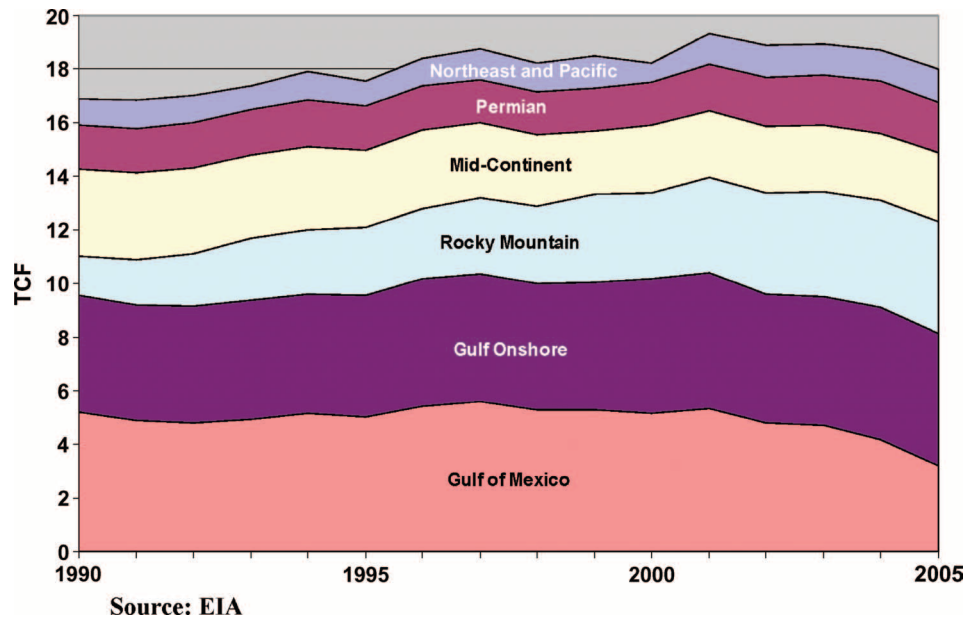 20
18
16
14
12
10
8
6
4
2
0
TCF
Northeast and Pacific
Permian
Mid-Continent
Rocky Mountain
Gulf Onshore
Gulf of Mexico
1990 1995 2000 2005
Source: EIA